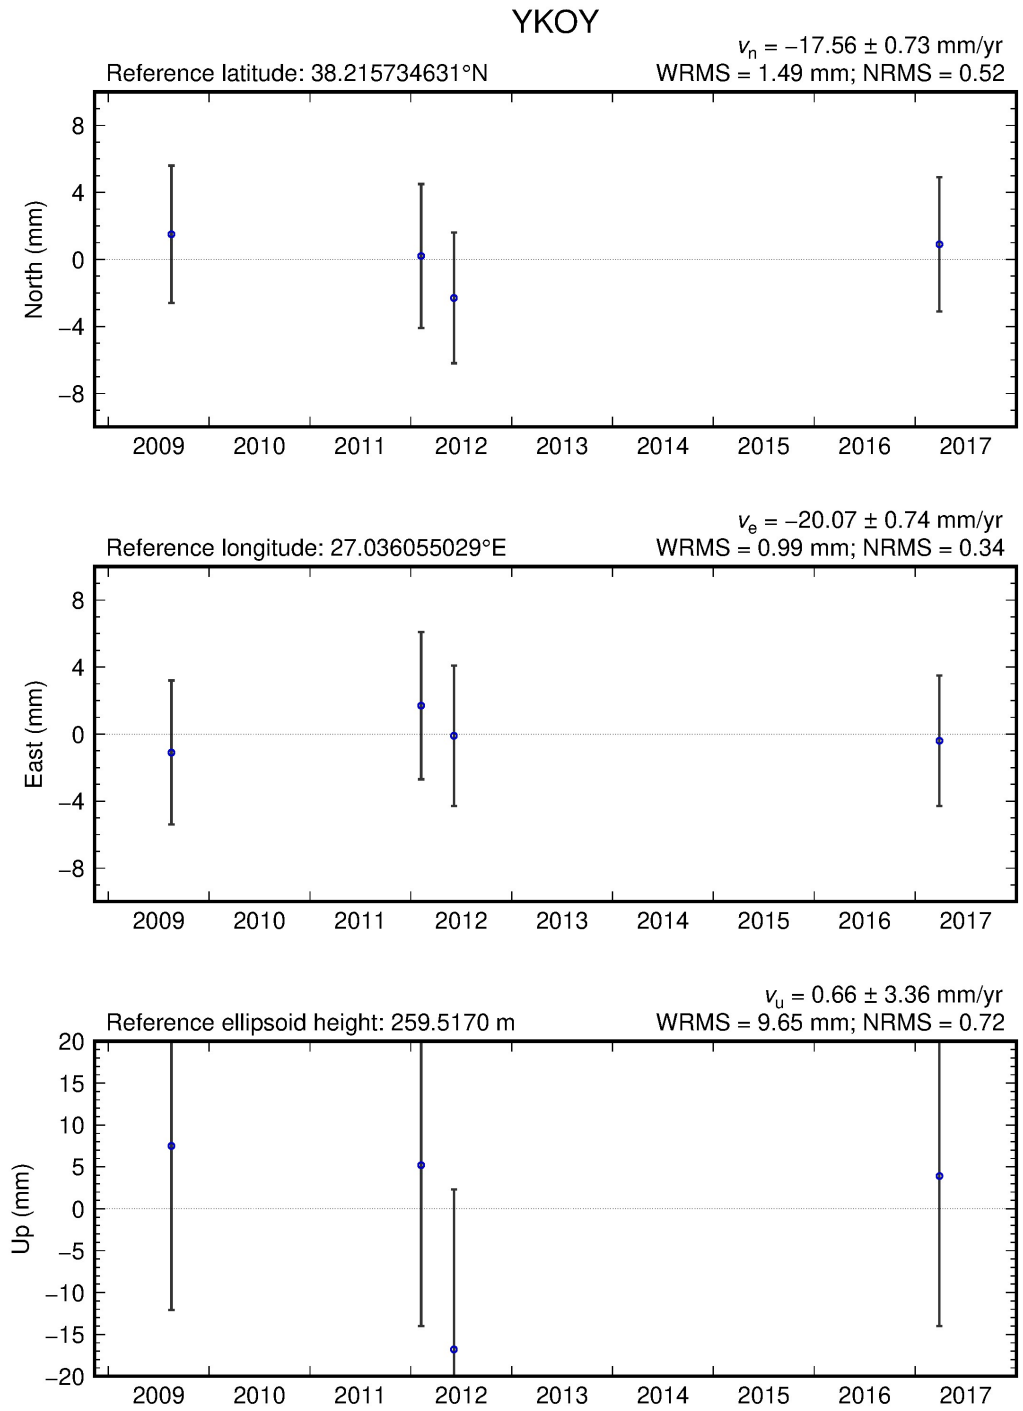 YKOY
vn = −17.56 ± 0.73 mm/yr
Reference latitude: 38.215734631°N WRMS = 1.49 mm; NRMS = 0.52
8
4
0
−4
−8
North (mm)
2009 2010 2011 2012 2013 2014 2015 2016 2017
ve = −20.07 ± 0.74 mm/yr
Reference longitude: 27.036055029°E WRMS = 0.99 mm; NRMS = 0.34
8
4
0
−4
−8
East (mm)
2009 2010 2011 2012 2013 2014 2015 2016 2017
vu = 0.66 ± 3.36 mm/yr
Reference ellipsoid height: 259.5170 m WRMS = 9.65 mm; NRMS = 0.72
20
15
10
5
0
−5
−10
−15
−20
Up (mm)
2009 2010 2011 2012 2013 2014 2015 2016 2017